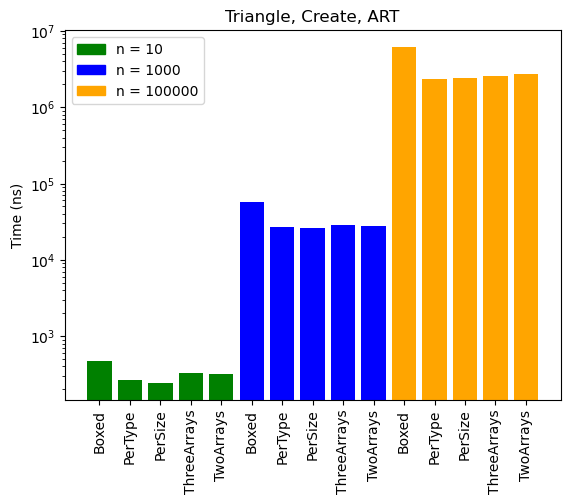 Triangle, Create, ART
n = 10
n = 1000
n = 100000
Time (ns)
10^7
10^6
10^5
10^4
10^3
Boxed
PerType
PerSize
ThreeArrays
TwoArrays
Boxed
PerType
PerSize
ThreeArrays
TwoArrays
Boxed
PerType
PerSize
ThreeArrays
TwoArrays